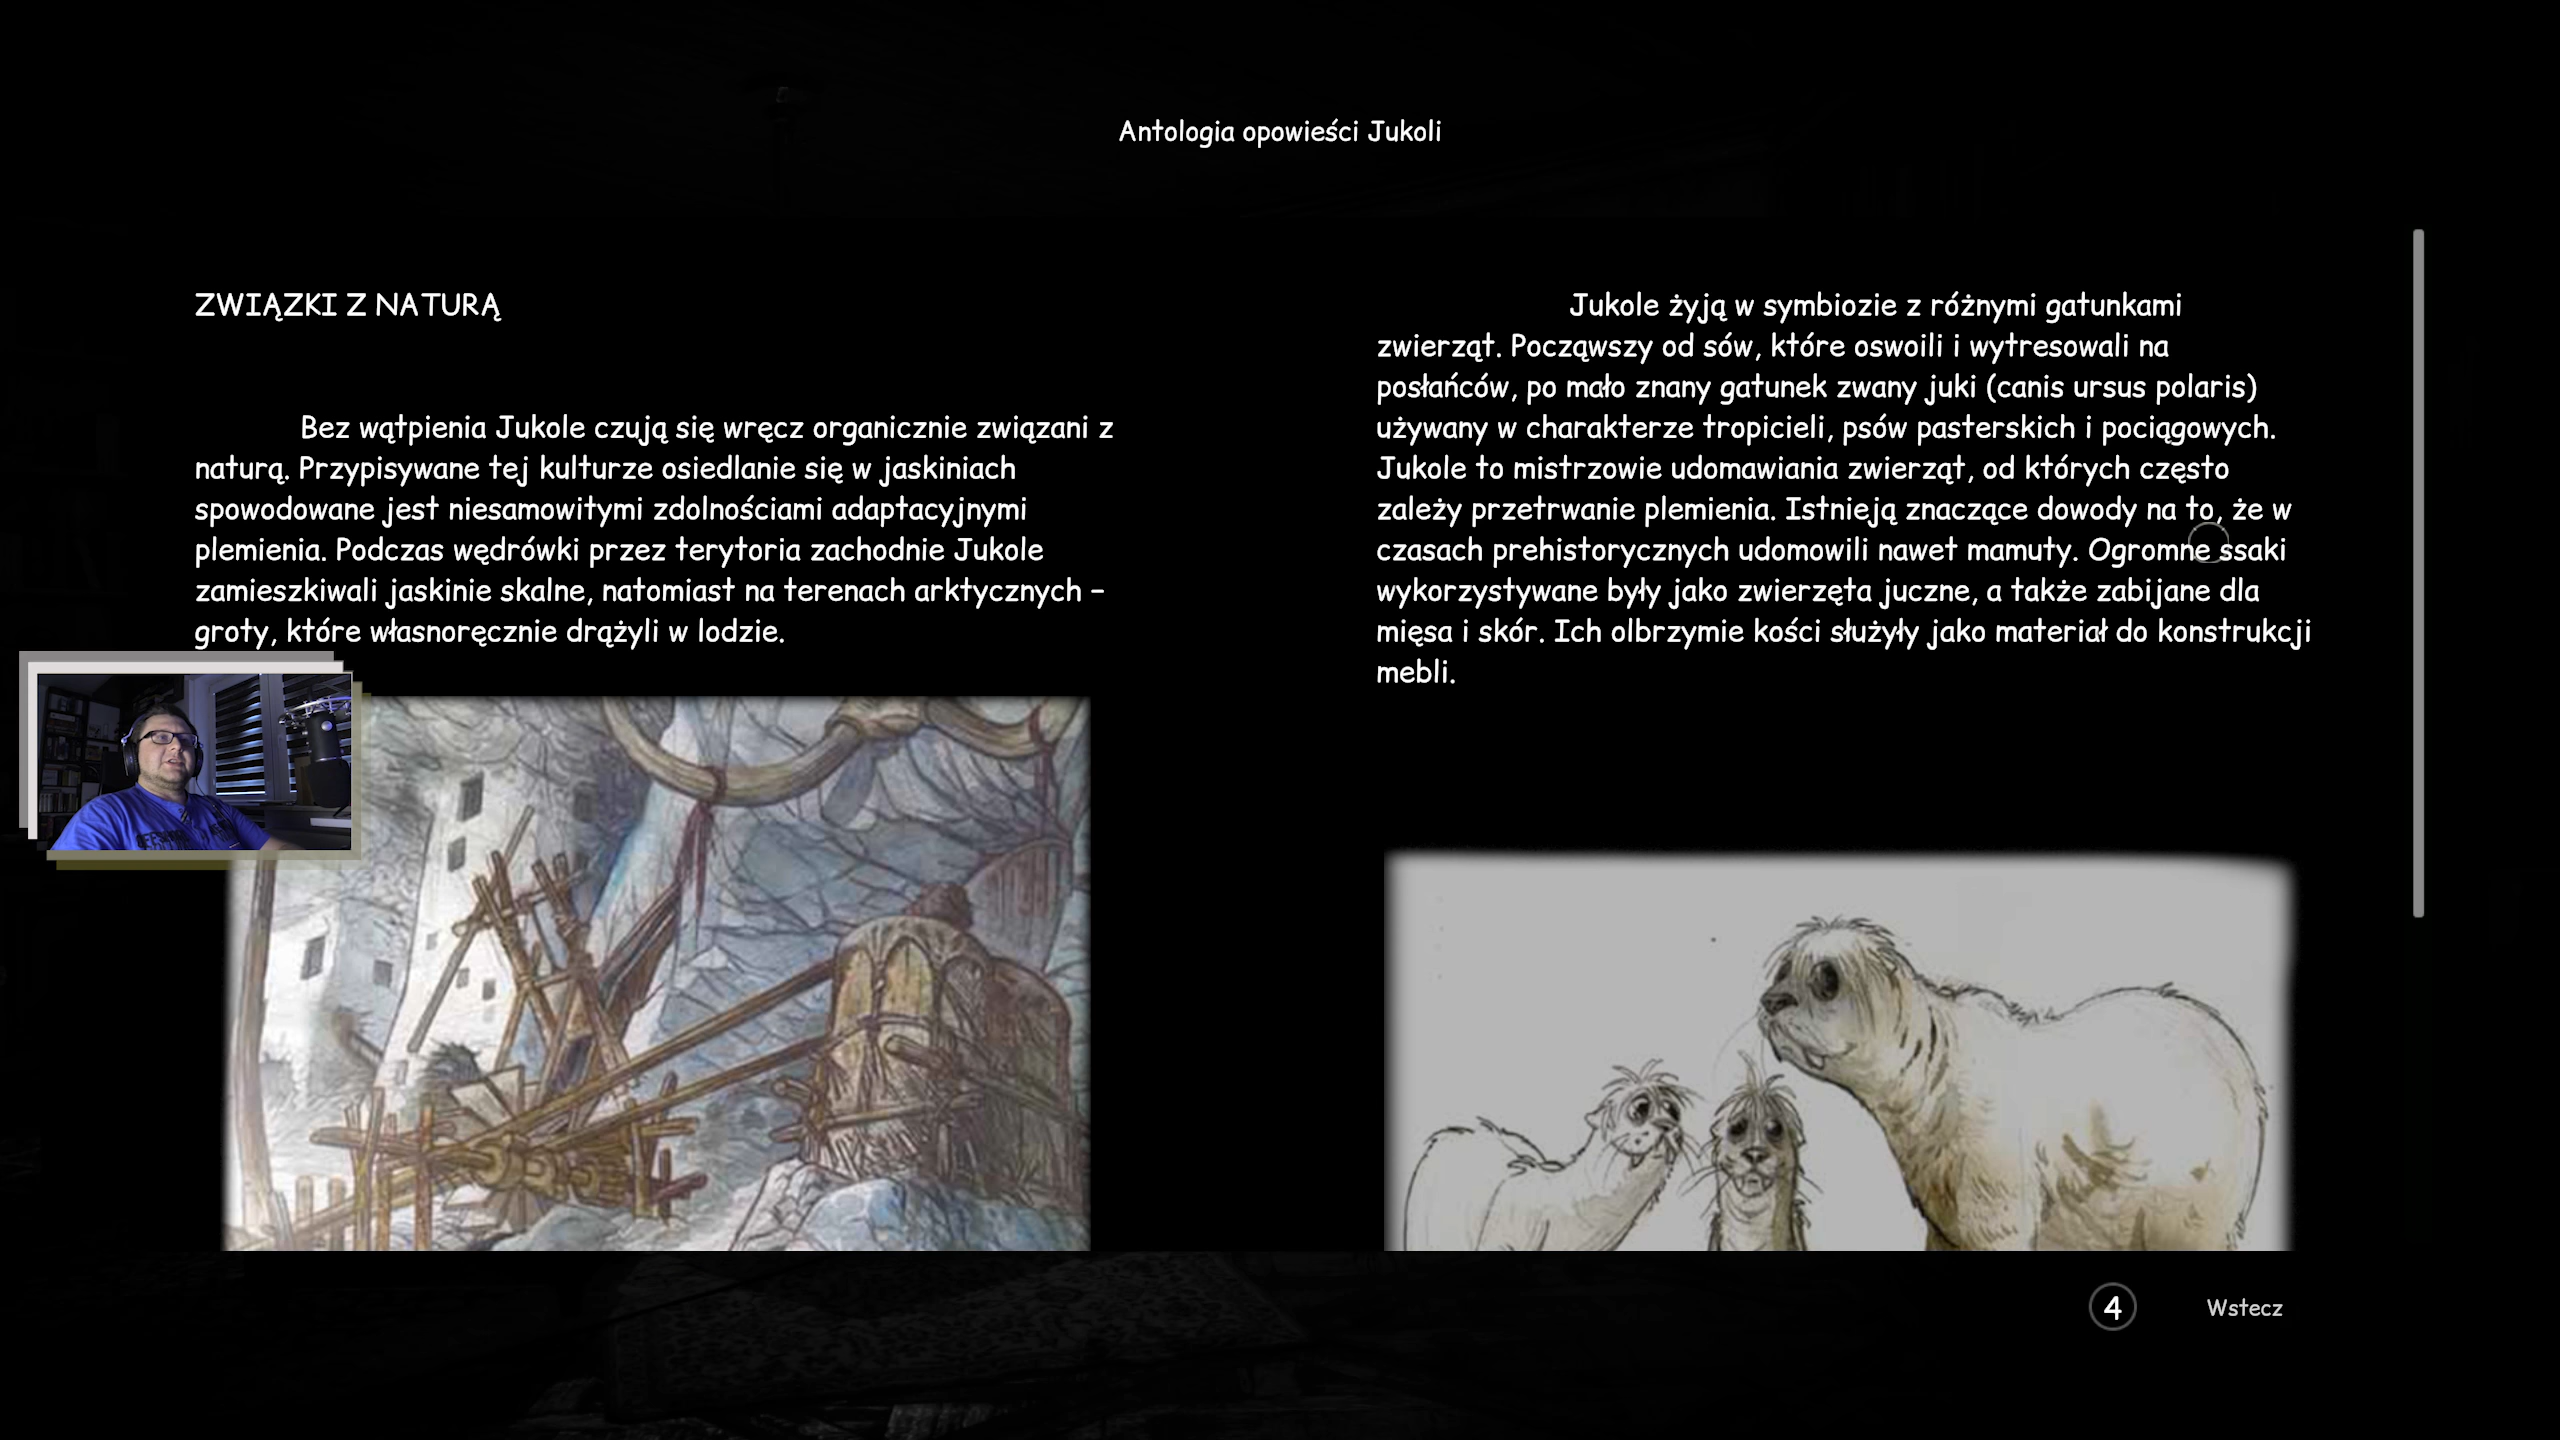 Antologia opowieści Jukoli
ZWIĄZKI Z NATURĄ
Bez wątpienia Jukole czują się wręcz organicznie związani z
naturą. Przypisywane tej kulturze osiedlanie się w jaskiniach
spowodowane jest niesamowitymi zdolnościami adaptacyjnymi
plemienia. Podczas wędrówki przez terytoria zachodnie Jukole
zamieszkiwali jaskinie skalne, natomiast na terenach arktycznych –
groty, które własnoręcznie drążyli w lodzie.
Jukole żyją w symbiozie z różnymi gatunkami
zwierząt. Począwszy od sów, które oswoili i wytresowali na
posłańców, po mało znany gatunek zwany juki (canis ursus polaris)
używany w charakterze tropicieli, psów pasterskich i pociągowych.
Jukole to mistrzowie udomawiania zwierząt, od których często
zależy przetrwanie plemienia. Istnieją znaczące dowody na to, że w
czasach prehistorycznych udomowili nawet mamuty. Ogromne ssaki
wykorzystywane były jako zwierzęta juczne, a także zabijane dla
mięsa i skór. Ich olbrzymie kości służyły jako materiał do konstrukcji
mebli.
4 Wstecz